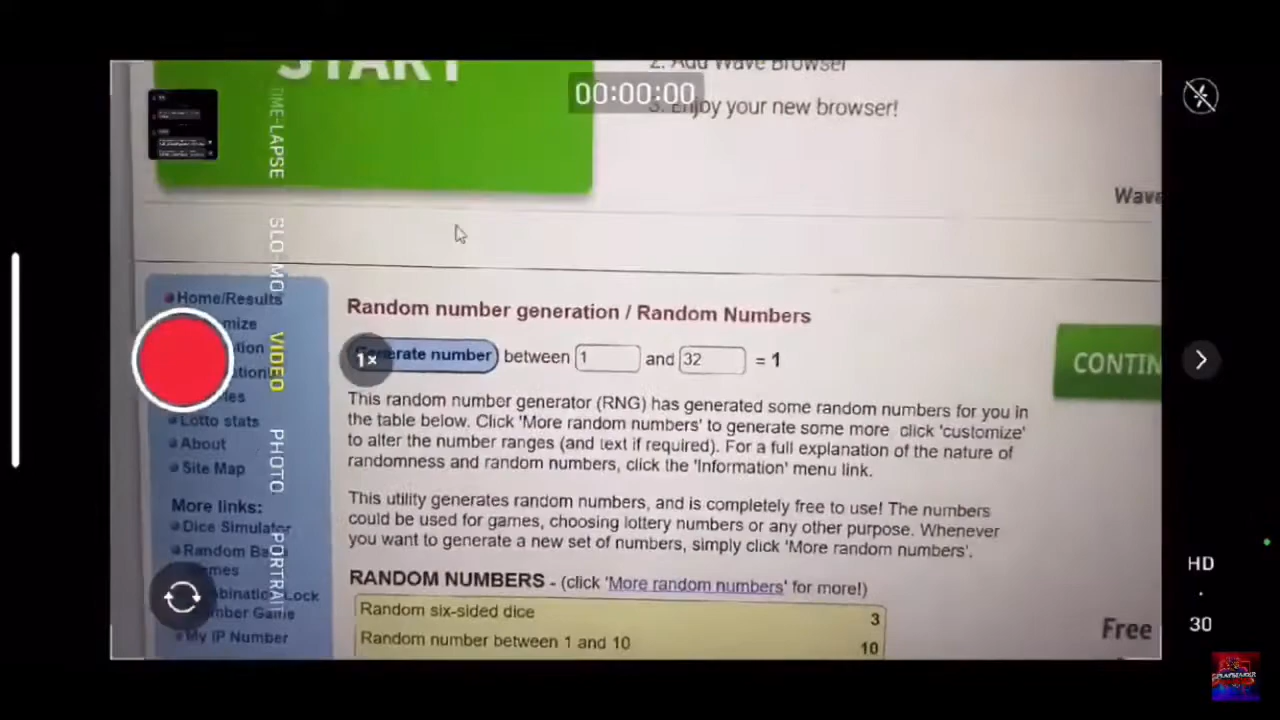 START
2. Add Wave Browser
00:00:00
3. Enjoy your new browser!
Wave
TIME-LAPSE
SLO-MO
VIDEO
PHOTO
PORTRAIT
Home/Results
Lotto stats
About
Site Map
More links:
Dice Simulator
Random
My IP Number
Random number generation / Random Numbers
number between 1 and 32 = 1
1×
This random number generator (RNG) has generated some random numbers for you in
the table below. Click 'More random numbers' to generate some more click 'customize'
to alter the number ranges (and text if required). For a full explanation of the nature of
randomness and random numbers, click the 'Information' menu link.
This utility generates random numbers, and is completely free to use! The numbers
could be used for games, choosing lottery numbers or any other purpose. Whenever
you want to generate a new set of numbers, simply click 'More random numbers'.
RANDOM NUMBERS - (click 'More random numbers' for more!)
Random six-sided dice 3
Random number between 1 and 10 10
CONTIN
Free
HD
30